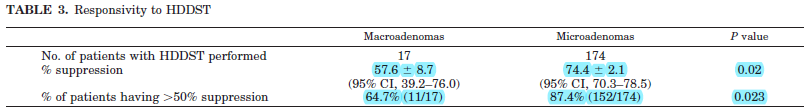 TABLE 3. Responsivity to HDDST
Macroadenomas Microadenomas P value
No. of patients with HDDST performed 17 174
% suppression 57.6 ± 8.7 74.4 ± 2.1 0.02
(95% CI, 39.2–76.0) (95% CI, 70.3–78.5)
% of patients having >50% suppression 64.7% (11/17) 87.4% (152/174) 0.023